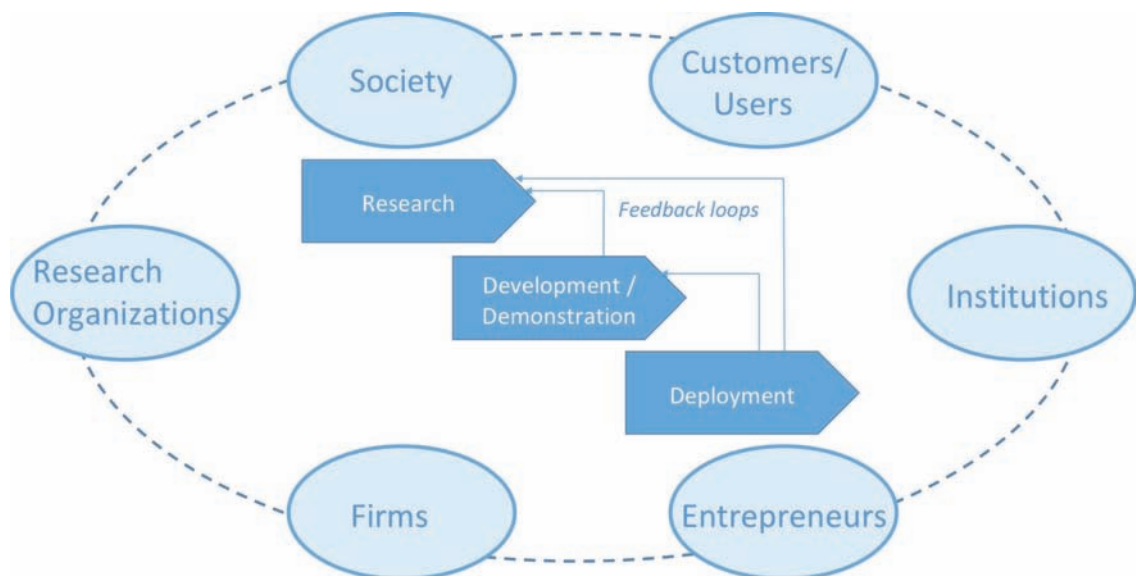 Society
Customers/
Users
Research
Feedback loops
Research
Organizations
Development /
Demonstration
Institutions
Deployment
Firms
Entrepreneurs